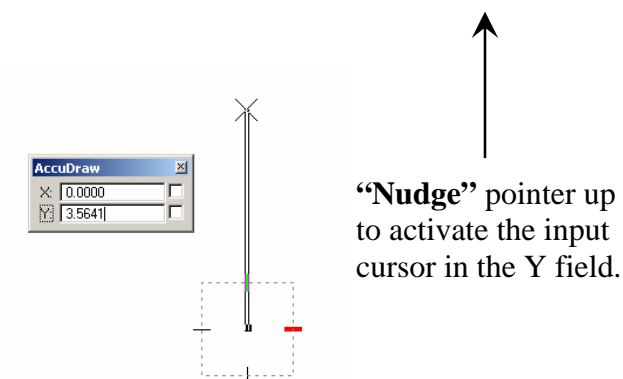 AccuDraw
X: 0.0000
Y: 3.5641
“Nudge” pointer up
to activate the input
cursor in the Y field.